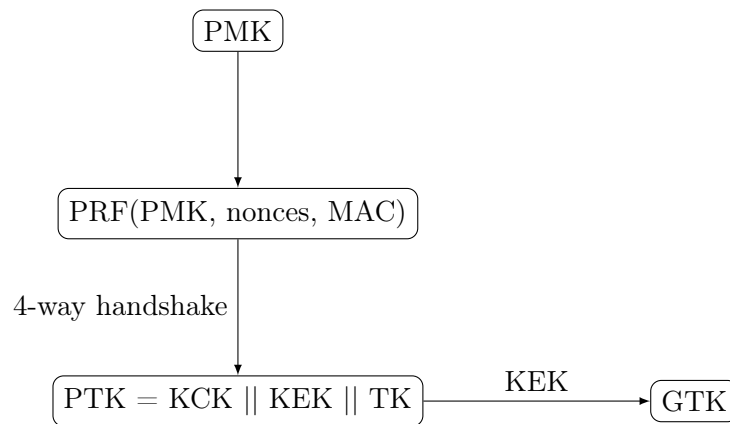 PMK
PRF(PMK, nonces, MAC)
4-way handshake
PTK = KCK || KEK || TK
KEK
GTK